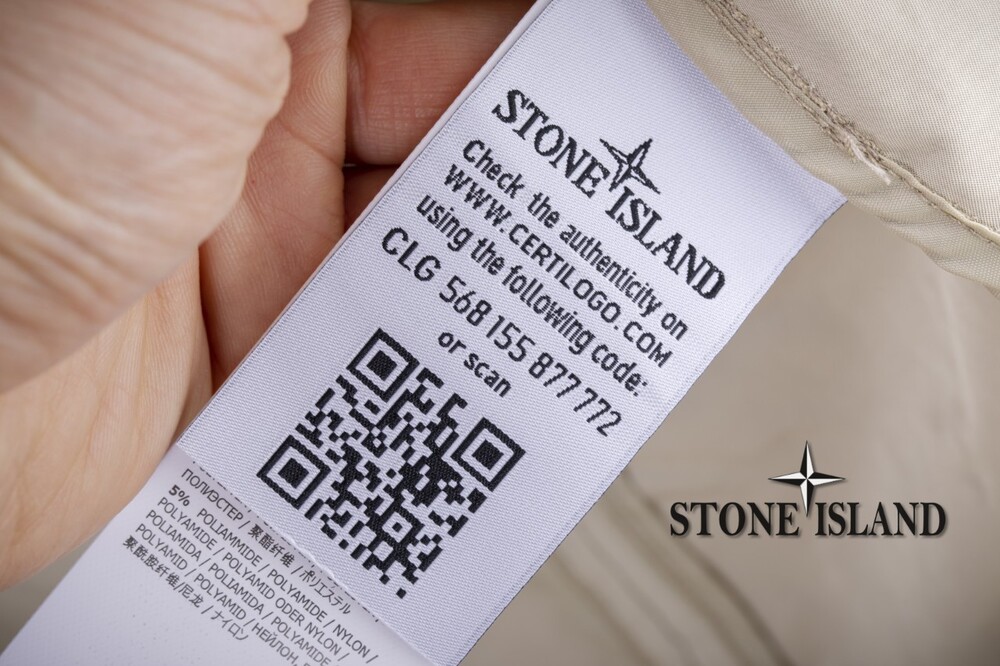 STONE ISLAND
Check the authenticity on
WWW.CERTILOGO.COM
using the following code:
CLG 568 155 877 772
or scan
ПОЛИЭСТЕР / 聚酯纤维 / ポリエステル
5% POLIAMMIDE / POLYAMIDE / NYLON /
POLYAMIDE / POLYAMID ODER NYLON /
POLIAMIDA / POLIAMIDA / POLYAMIDE
POLYAMID / POLYAMID / НЕЙЛОН,
聚酰胺纤维/尼龙 / ナイロン
STONE ISLAND